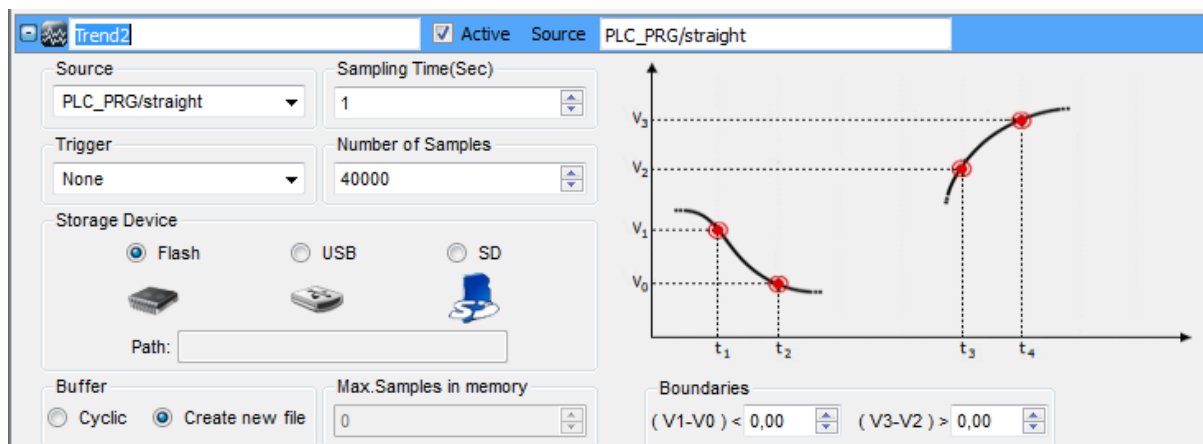 Trend2 Active Source PLC_PRG/straight
Source Sampling Time(Sec)
PLC_PRG/straight 1
Trigger Number of Samples
None 40000
Storage Device
Flash USB SD
Path:
Buffer Max.Samples in memory
Cyclic Create new file 0
V3
V2
V1
V0
t1 t2 t3 t4
Boundaries
( V1-V0 ) < 0,00 ( V3-V2 ) > 0,00